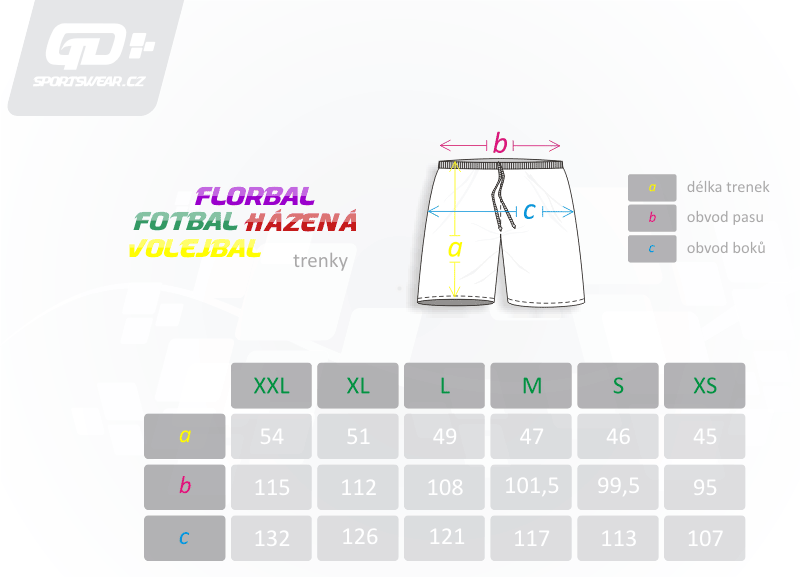 GD+
SPORTSWEAR.CZ
FLORBAL
FOTBAL HÁZENÁ
VOLEJBAL
trenky
b
c
a
a délka trenek
b obvod pasu
c obvod boků
XXL XL L M S XS
a 54 51 49 47 46 45
b 115 112 108 101,5 99,5 95
c 132 126 121 117 113 107